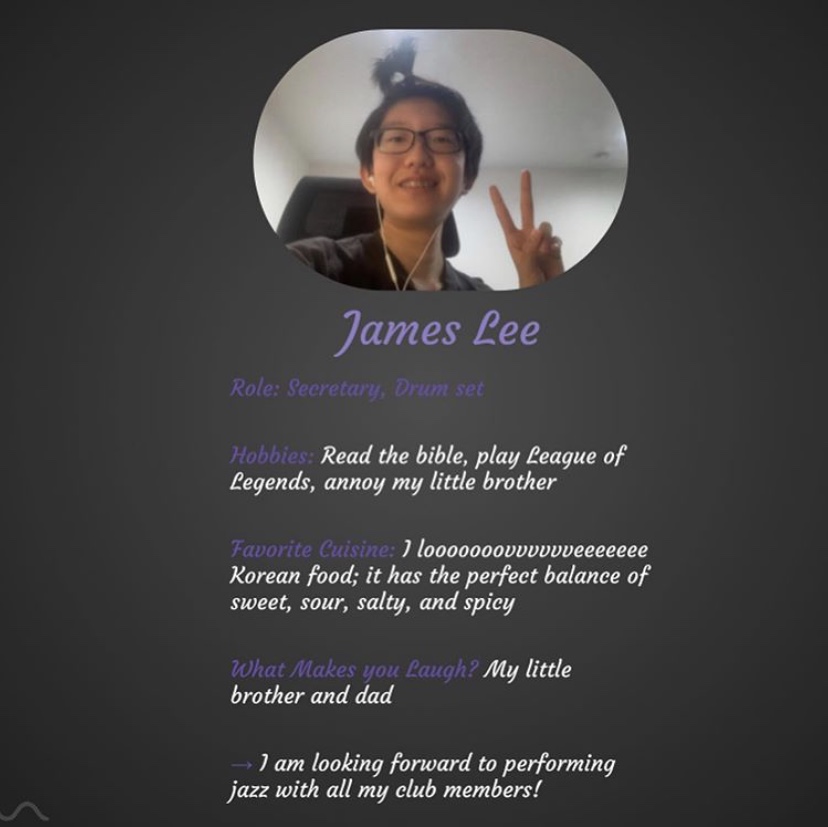 James Lee
Role: Secretary, Drum set
Hobbies: Read the bible, play League of
Legends, annoy my little brother
Favorite Cuisine: I looooooovvvvvveeeeeee
Korean food; it has the perfect balance of
sweet, sour, salty, and spicy
What Makes you Laugh? My little
brother and dad
→ I am looking forward to performing
jazz with all my club members!